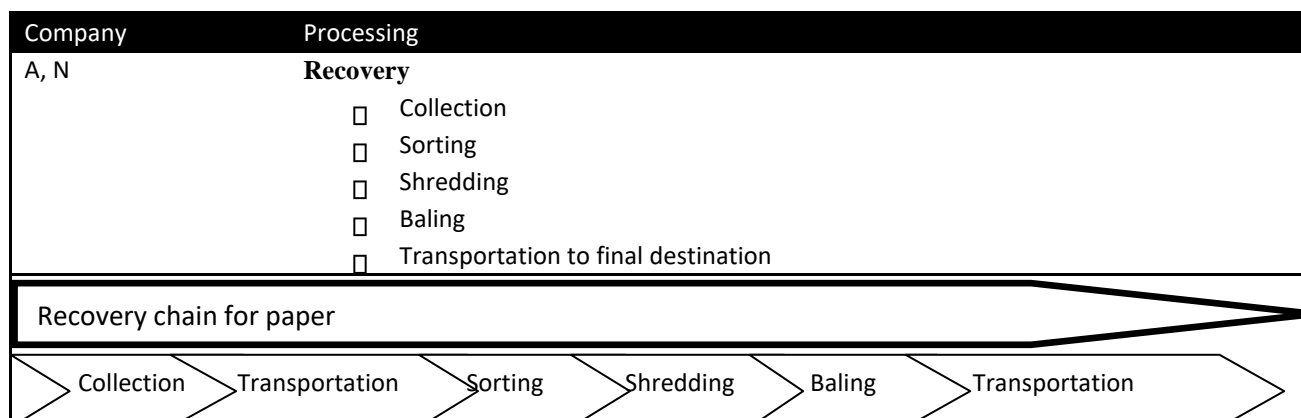 Company Processing
A, N Recovery
Collection
Sorting
Shredding
Baling
Transportation to final destination
Recovery chain for paper
Collection Transportation Sorting Shredding Baling Transportation